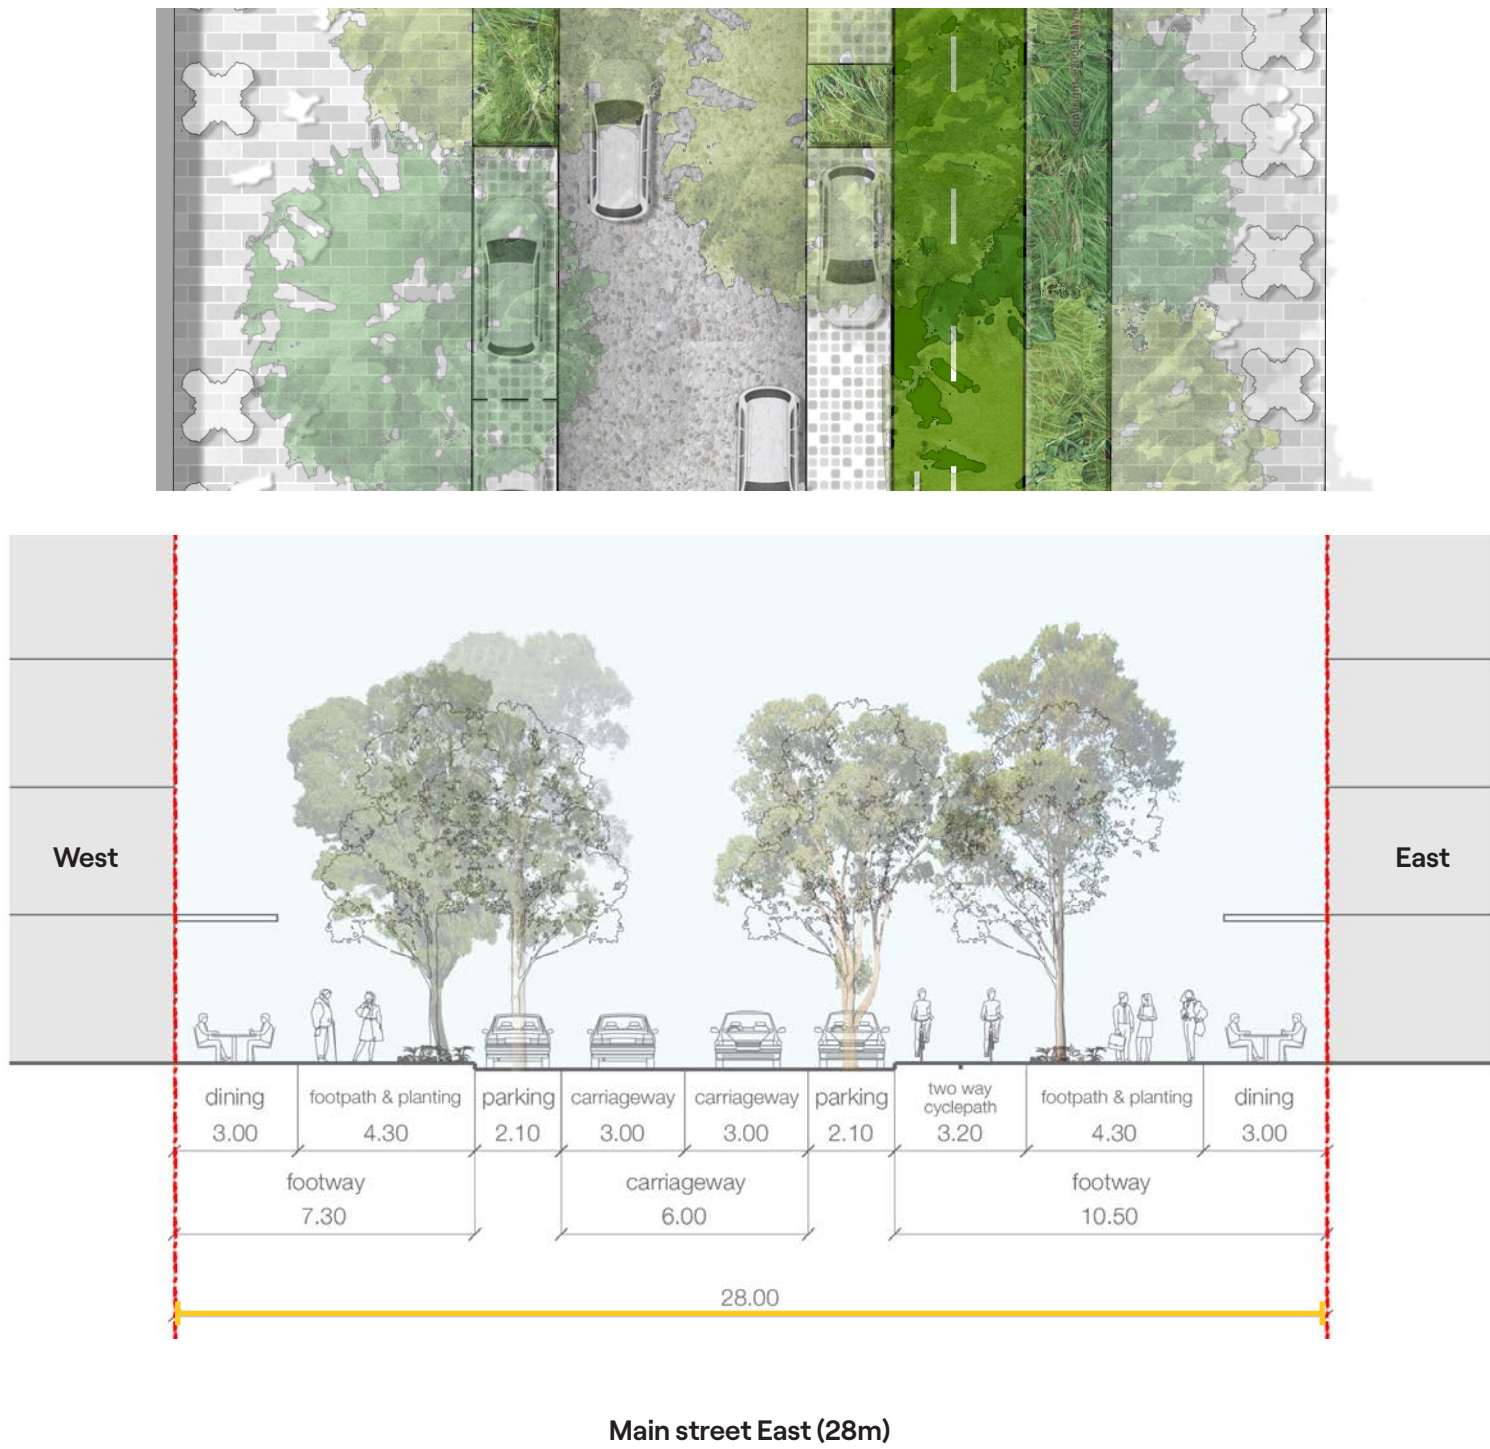 West
East
dining
footpath & planting
parking
carriageway
carriageway
parking
two way
cyclepath
footpath & planting
dining
3.00
4.30
2.10
3.00
3.00
2.10
3.20
4.30
3.00
footway
carriageway
footway
7.30
6.00
10.50
28.00
Main street East (28m)